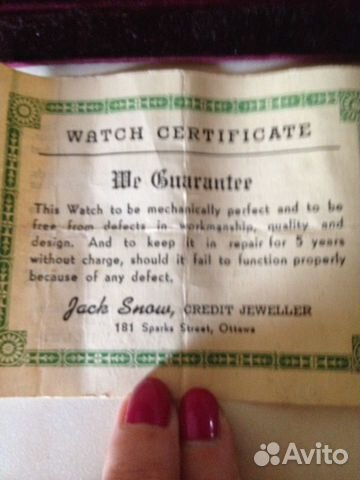 WATCH CERTIFICATE
We Guarantee
This Watch to be mechanically perfect and to be
free from defects in workmanship, quality and
design. And to keep it in repair for 5 years
without charge, should it fail to function properly
because of any defect.
Jack Snow, CREDIT JEWELLER
181 Sparks Street, Ottawa
Avito